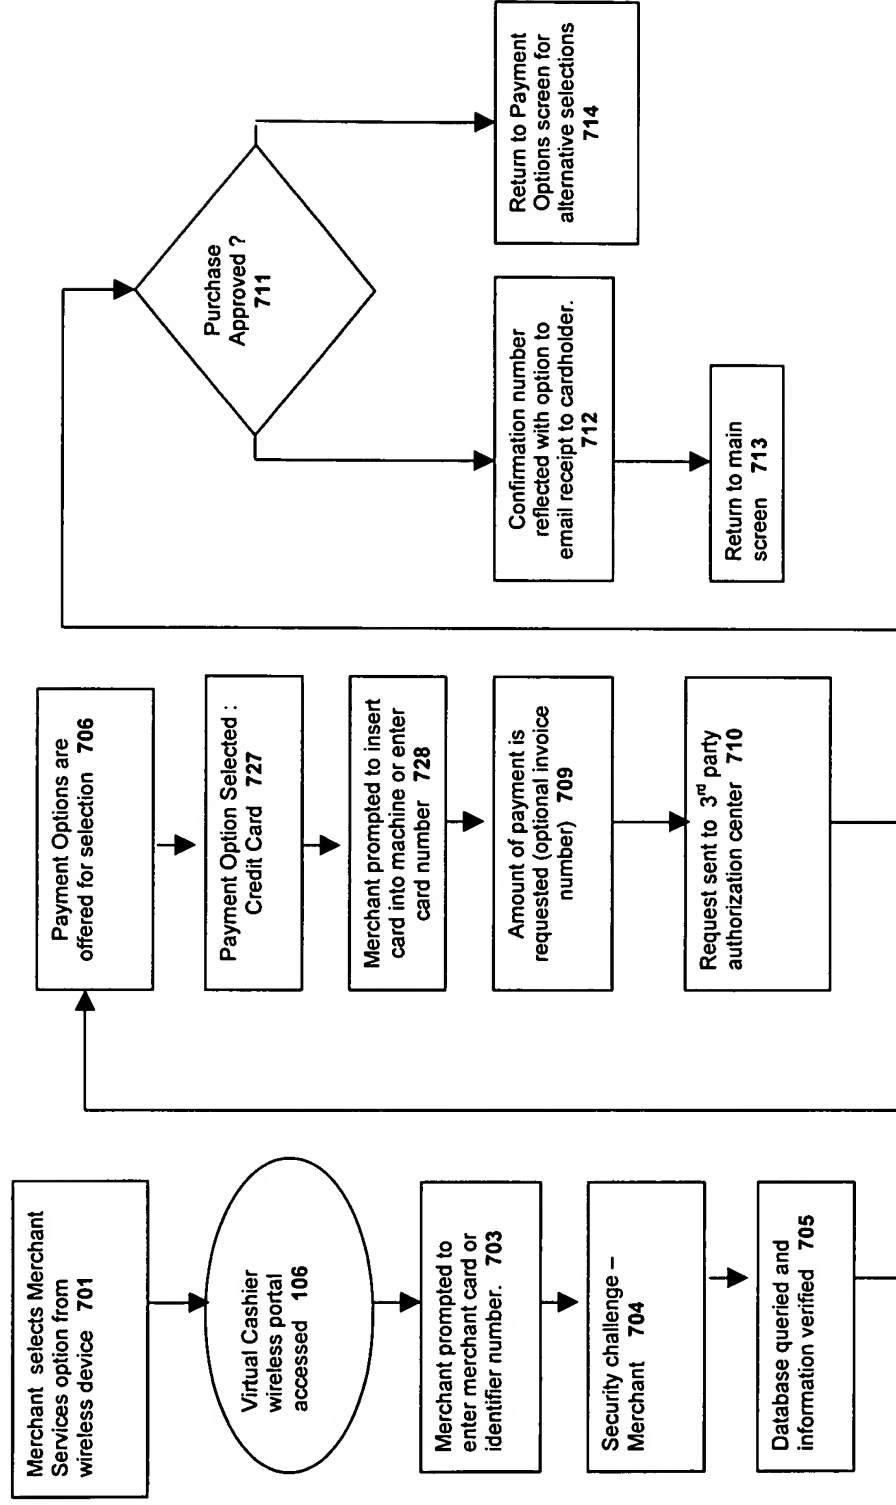 Merchant selects Merchant
Services option from
wireless device 701
Virtual Cashier
wireless portal
accessed 106
Merchant prompted to
enter merchant card or
identifier number. 703
Security challenge –
Merchant 704
Database queried and
information verified 705
Payment Options are
offered for selection 706
Payment Option Selected :
Credit Card 727
Merchant prompted to insert
card into machine or enter
card number 728
Amount of payment is
requested (optional invoice
number) 709
Request sent to 3rd party
authorization center 710
Purchase
Approved ?
711
Confirmation number
reflected with option to
email receipt to cardholder.
712
Return to main
screen 713
Return to Payment
Options screen for
alternative selections
714